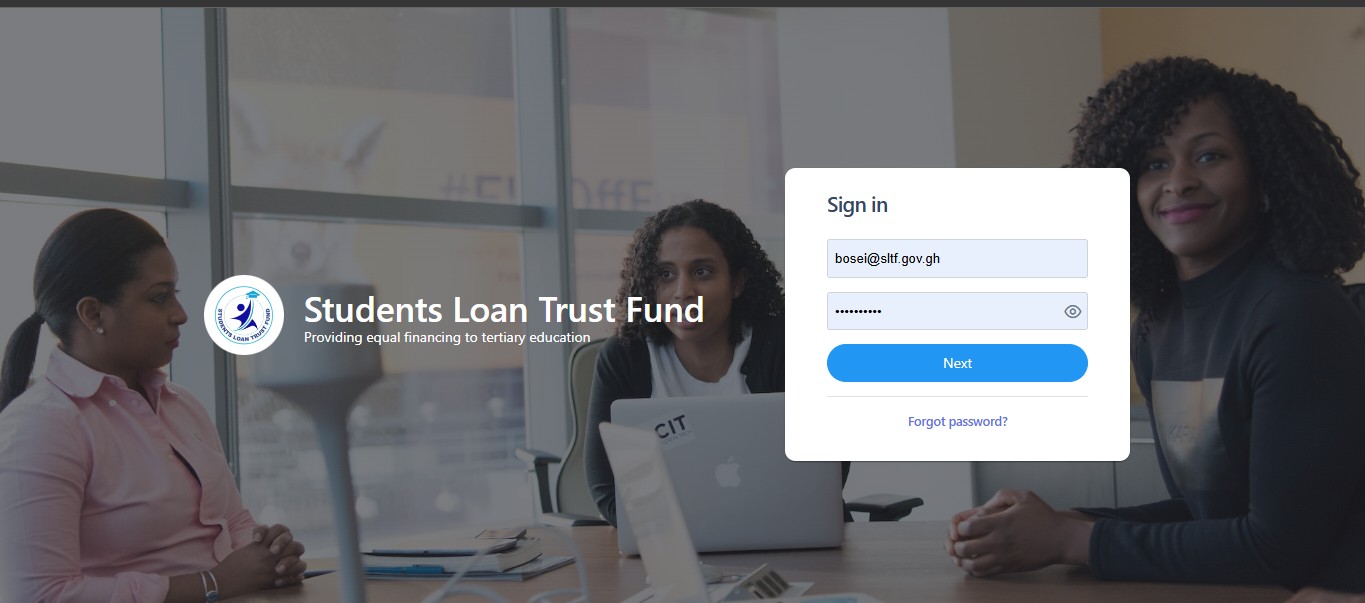 STUDENTS LOAN TRUST FUND
Students Loan Trust Fund
Providing equal financing to tertiary education
CIT
Sign in
bosei@sltf.gov.gh
••••••••••
Next
Forgot password?